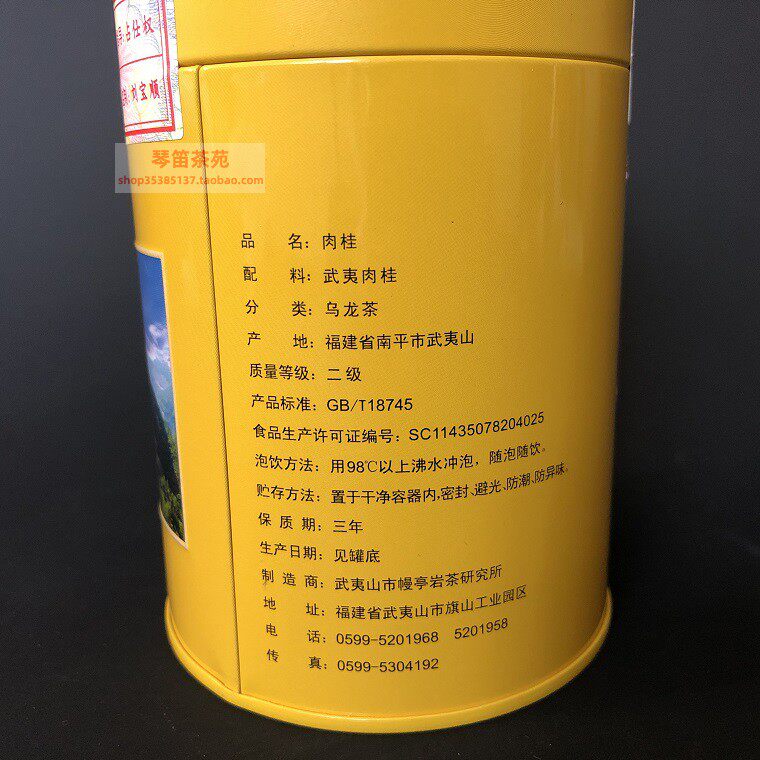 占仕权
刘宝顺
琴笛茶苑
shop35385137.taobao.com
品 名：肉桂
配 料：武夷肉桂
分 类：乌龙茶
产 地：福建省南平市武夷山
质量等级：二级
产品标准：GB/T18745
食品生产许可证编号：SC11435078204025
泡饮方法：用98℃以上沸水冲泡，随泡随饮。
贮存方法：置于干净容器内，密封、避光、防潮、防异味。
保 质 期：三年
生产日期：见罐底
制 造 商：武夷山市幔亭岩茶研究所
地 址：福建省武夷山市旗山工业园区
电 话：0599-5201968 5201958
传 真：0599-5304192